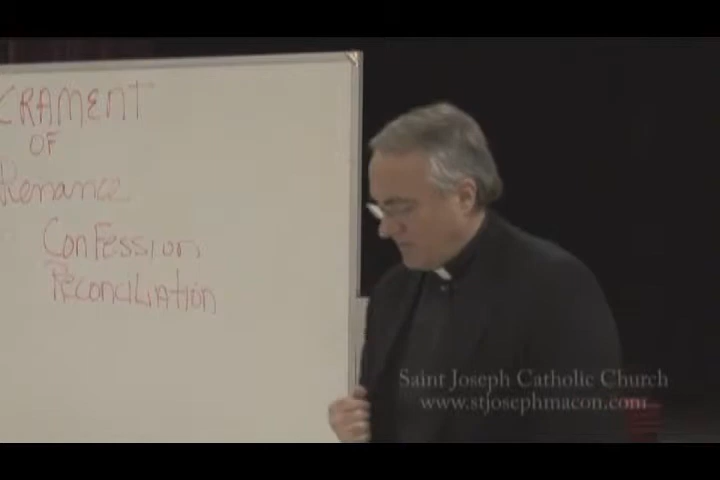 CRAMENT
OF
Penance
Confession
Reconciliation
Saint Joseph Catholic Church
www.stjosephmacon.com